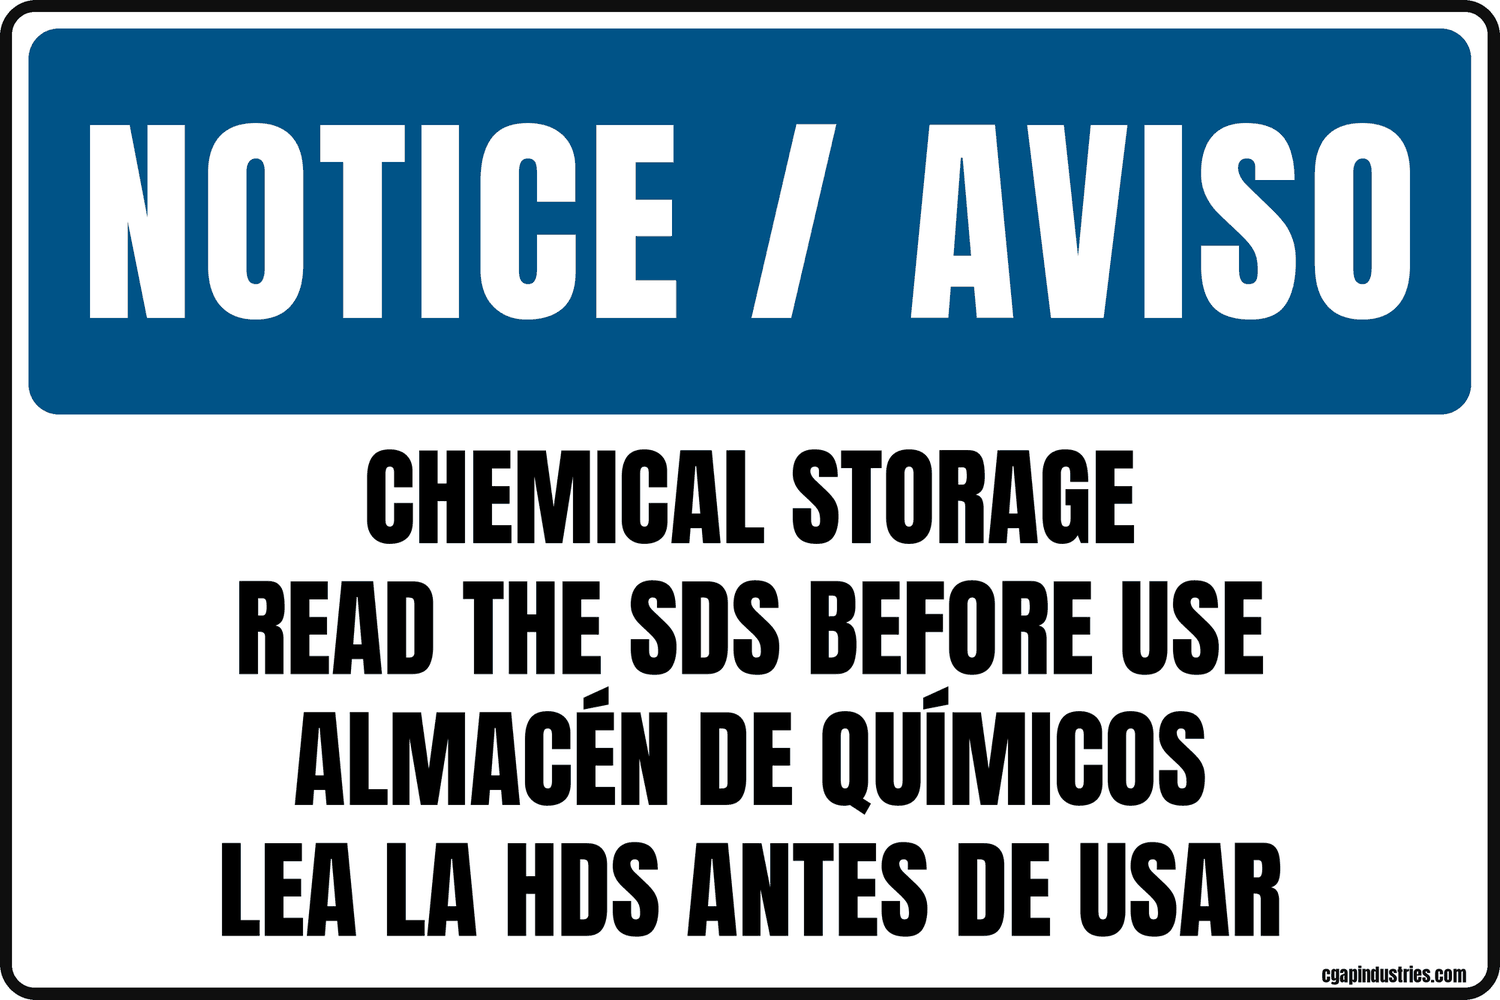 NOTICE / AVISO
CHEMICAL STORAGE
READ THE SDS BEFORE USE
ALMACÉN DE QUÍMICOS
LEA LA HDS ANTES DE USAR
cgapindustries.com